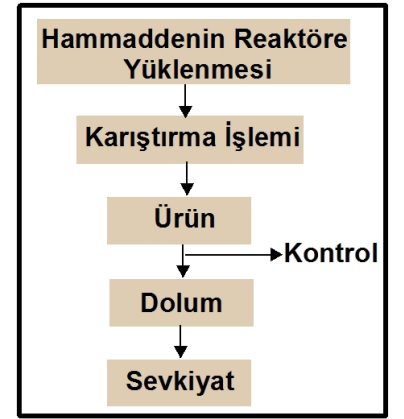 Hammaddenin Reaktöre
Yüklenmesi
Karıştırma İşlemi
Ürün
Kontrol
Dolum
Sevkiyat